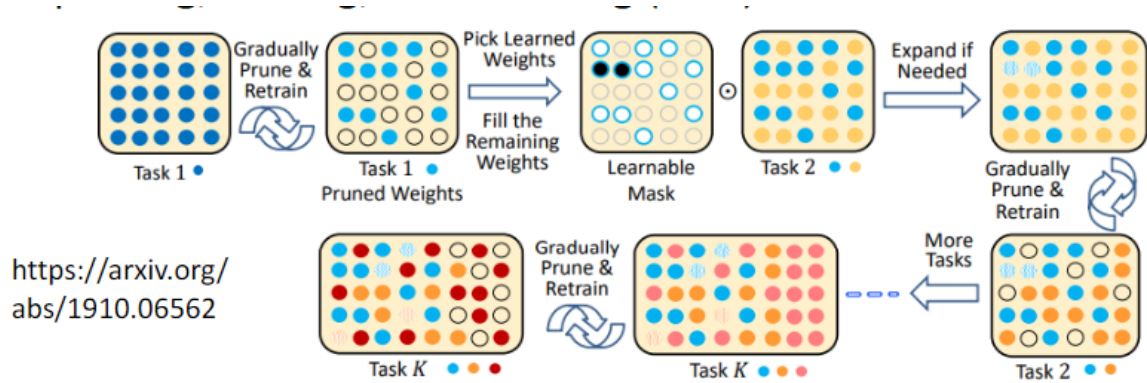 Gradually
Prune &
Retrain
Pick Learned
Weights
Fill the
Remaining
Weights
Expand if
Needed
Task 1
Task 1
Pruned Weights
Learnable
Mask
⊙
Task 2
Gradually
Prune &
Retrain
More
Tasks
Task 2
Gradually
Prune &
Retrain
Task K
Task K
https://arxiv.org/
abs/1910.06562